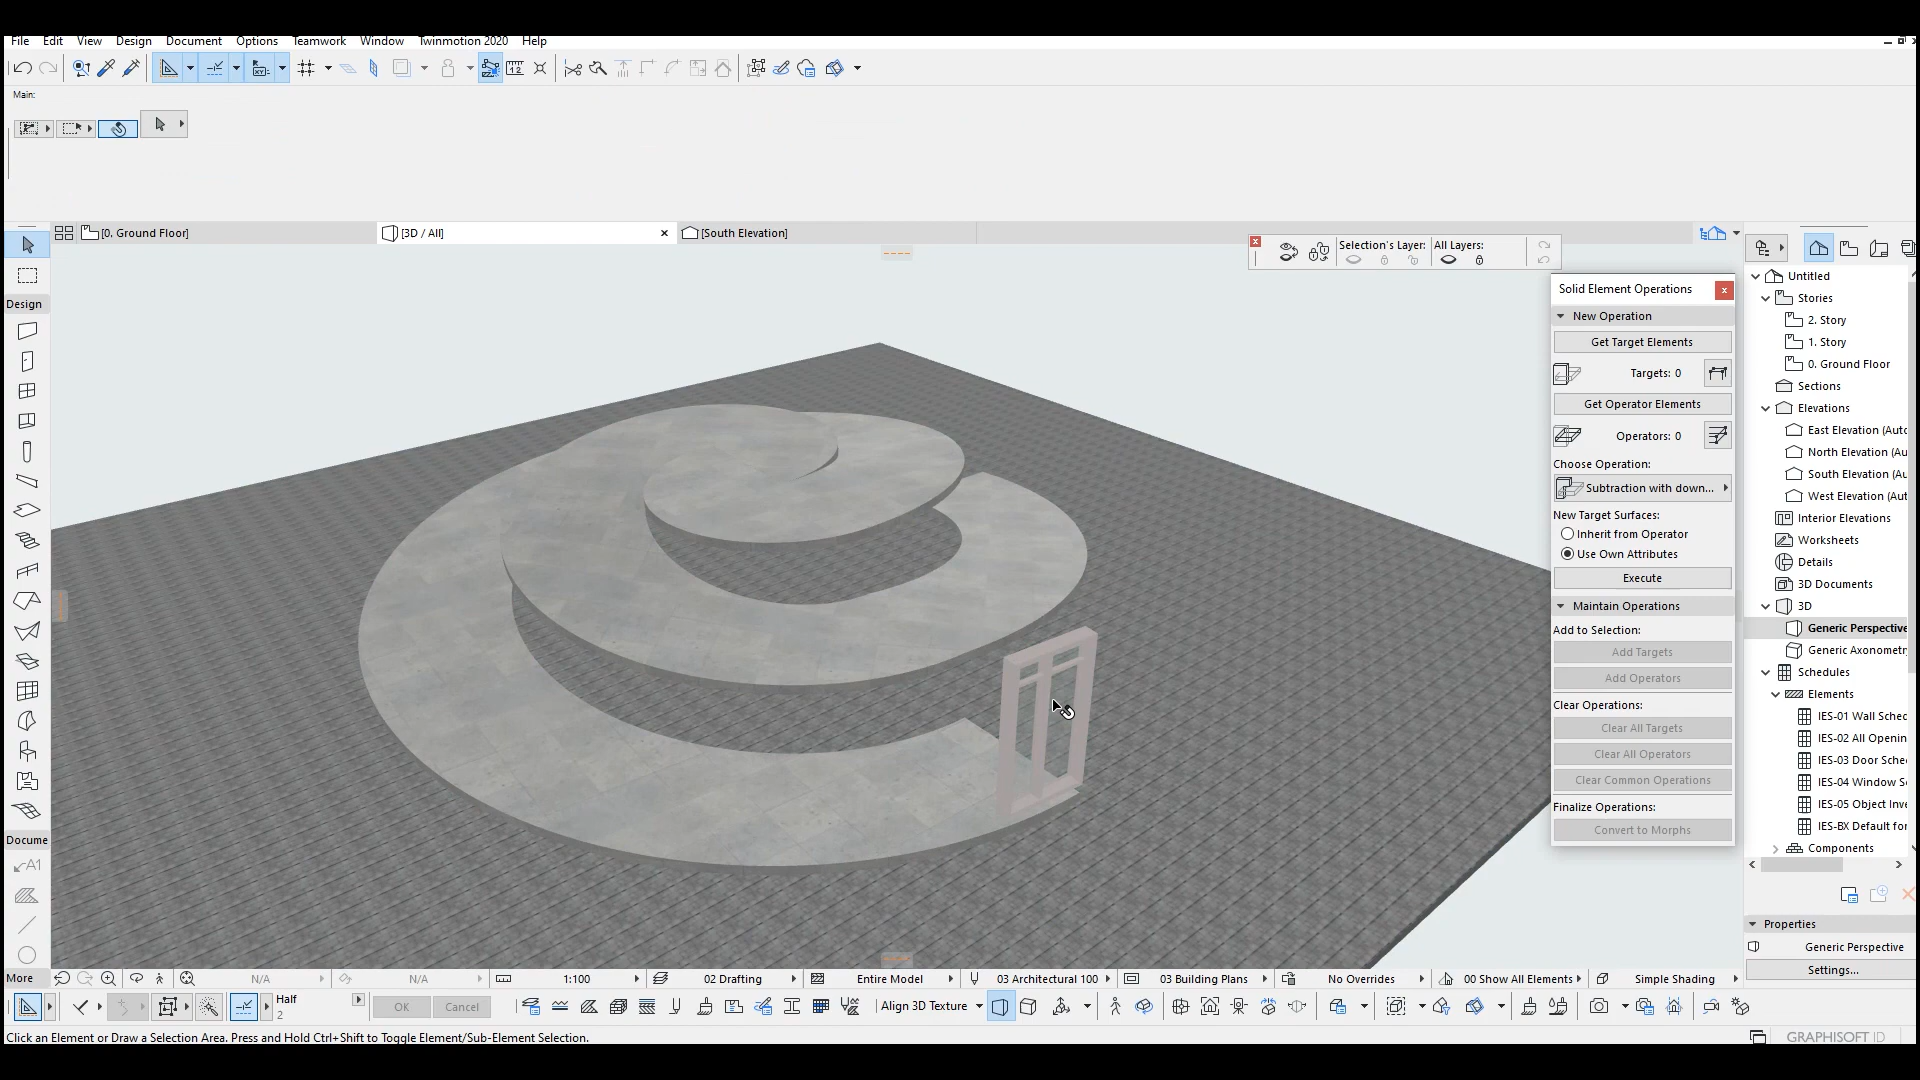 File Edit View Design Document Options Teamwork Window Twinmotion 2020 Help
Main:
[0. Ground Floor] [3D / All] [South Elevation]
Selection's Layer: All Layers:
Design
Docume
More
A1
Solid Element Operations
New Operation
Get Target Elements
Targets: 0
Get Operator Elements
Operators: 0
Choose Operation:
Subtraction with down...
New Target Surfaces:
Inherit from Operator
Use Own Attributes
Execute
Maintain Operations
Add to Selection:
Add Targets
Add Operators
Clear Operations:
Clear All Targets
Clear All Operators
Clear Common Operations
Finalize Operations:
Convert to Morphs
Untitled
Stories
2. Story
1. Story
0. Ground Floor
Sections
Elevations
East Elevation (Auto
North Elevation (Au
South Elevation (Au
West Elevation (Aut
Interior Elevations
Worksheets
Details
3D Documents
3D
Generic Perspective
Generic Axonometr
Schedules
Elements
IES-01 Wall Sched
IES-02 All Openin
IES-03 Door Sche
IES-04 Window S
IES-05 Object Inve
IES-BX Default for
Components
Properties
Generic Perspective
Settings...
N/A N/A 1:100 02 Drafting Entire Model 03 Architectural 100 03 Building Plans No Overrides 00 Show All Elements Simple Shading
Half
2
OK Cancel Align 3D Texture
Click an Element or Draw a Selection Area. Press and Hold Ctrl+Shift to Toggle Element/Sub-Element Selection.
GRAPHISOFT ID